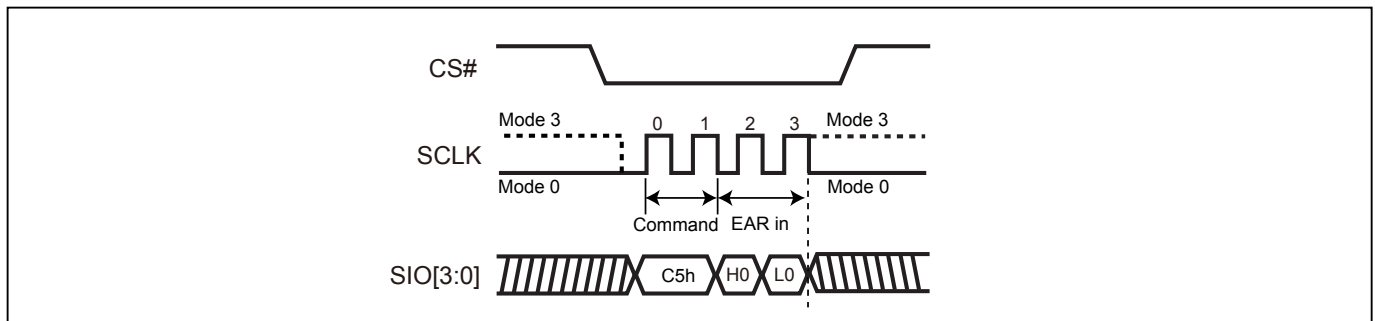 CS#
Mode 3 0 1 2 3 Mode 3
SCLK
Mode 0 Mode 0
Command EAR in
SIO[3:0] C5h H0 L0